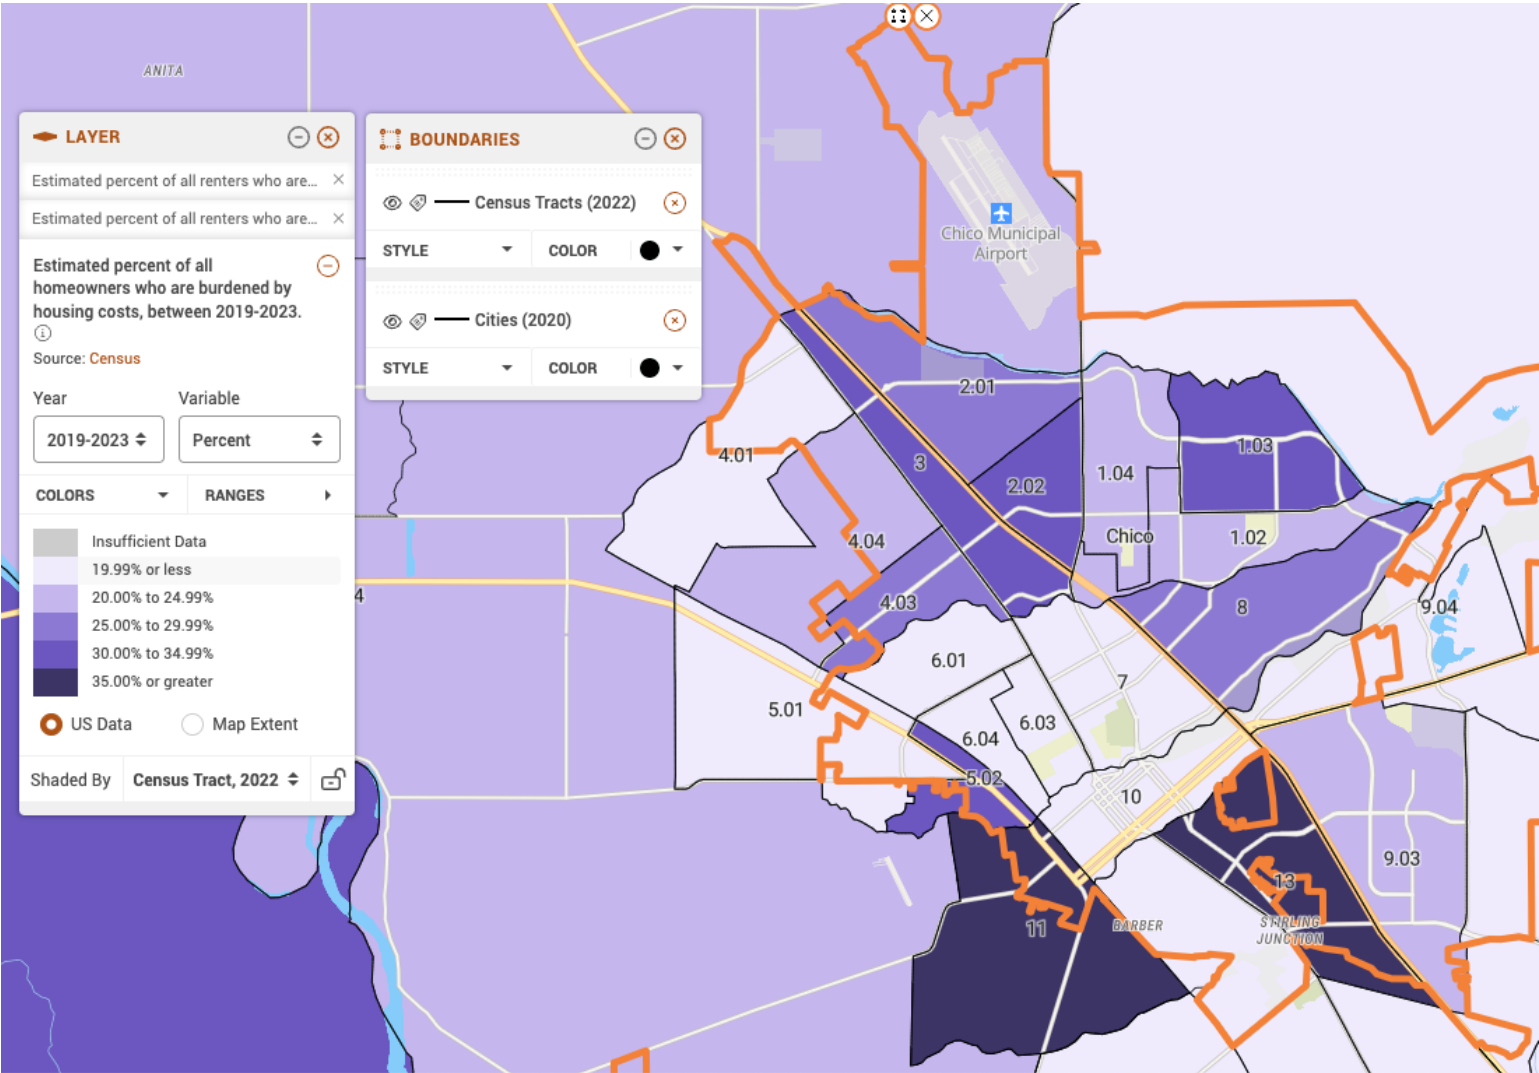 ANITA
LAYER
Estimated percent of all renters who are...
Estimated percent of all renters who are...
Estimated percent of all
homeowners who are burdened by
housing costs, between 2019-2023.
Source: Census
Year
Variable
2019-2023
Percent
COLORS
RANGES
Insufficient Data
19.99% or less
20.00% to 24.99%
25.00% to 29.99%
30.00% to 34.99%
35.00% or greater
US Data
Map Extent
Shaded By
Census Tract, 2022
BOUNDARIES
Census Tracts (2022)
STYLE
COLOR
Cities (2020)
STYLE
COLOR
Chico Municipal
Airport
2.01
4.01
3
2.02
1.04
1.03
4.04
Chico
1.02
4
4.03
8
9.04
6.01
7
5.01
6.03
6.04
5.02
10
9.03
13
11
BARBER
STIRLING
JUNCTION